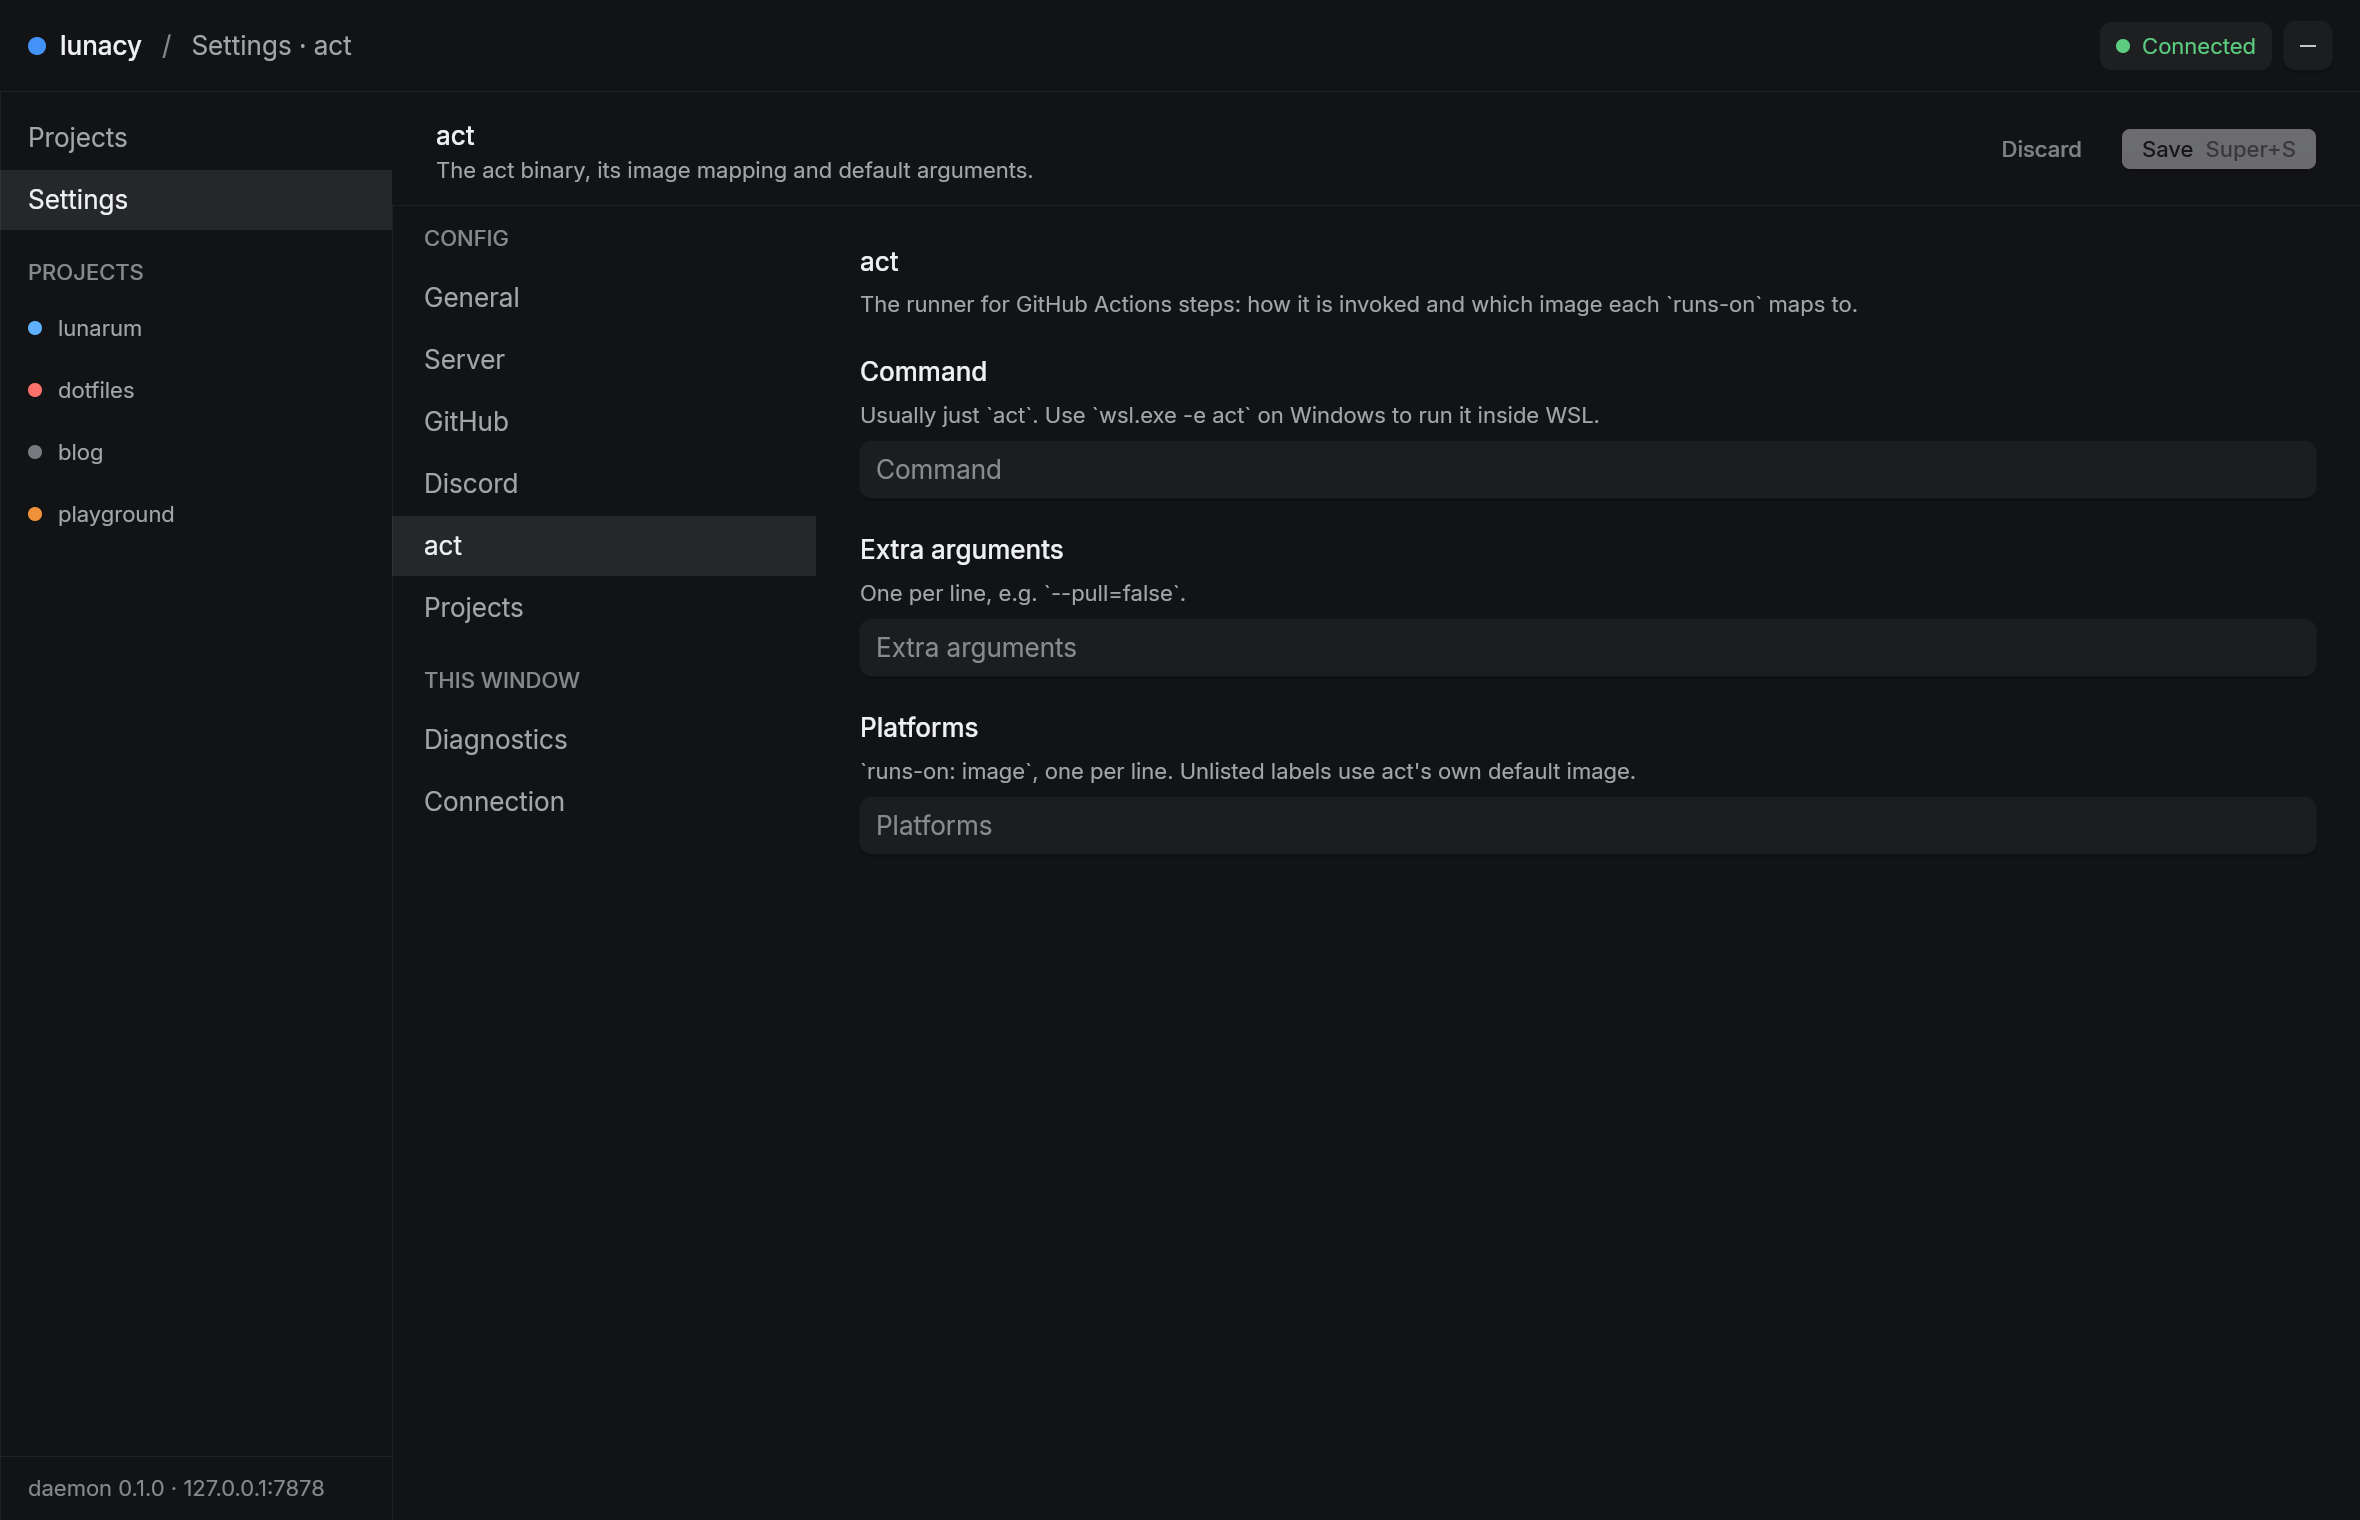 lunacy / Settings · act
Connected
Projects
Settings
PROJECTS
lunarum
dotfiles
blog
playground
daemon 0.1.0 · 127.0.0.1:7878
act
The act binary, its image mapping and default arguments.
Discard
Save Super+S
CONFIG
General
Server
GitHub
Discord
act
Projects
THIS WINDOW
Diagnostics
Connection
act
The runner for GitHub Actions steps: how it is invoked and which image each `runs-on` maps to.
Command
Usually just `act`. Use `wsl.exe -e act` on Windows to run it inside WSL.
Command
Extra arguments
One per line, e.g. `--pull=false`.
Extra arguments
Platforms
`runs-on: image`, one per line. Unlisted labels use act's own default image.
Platforms